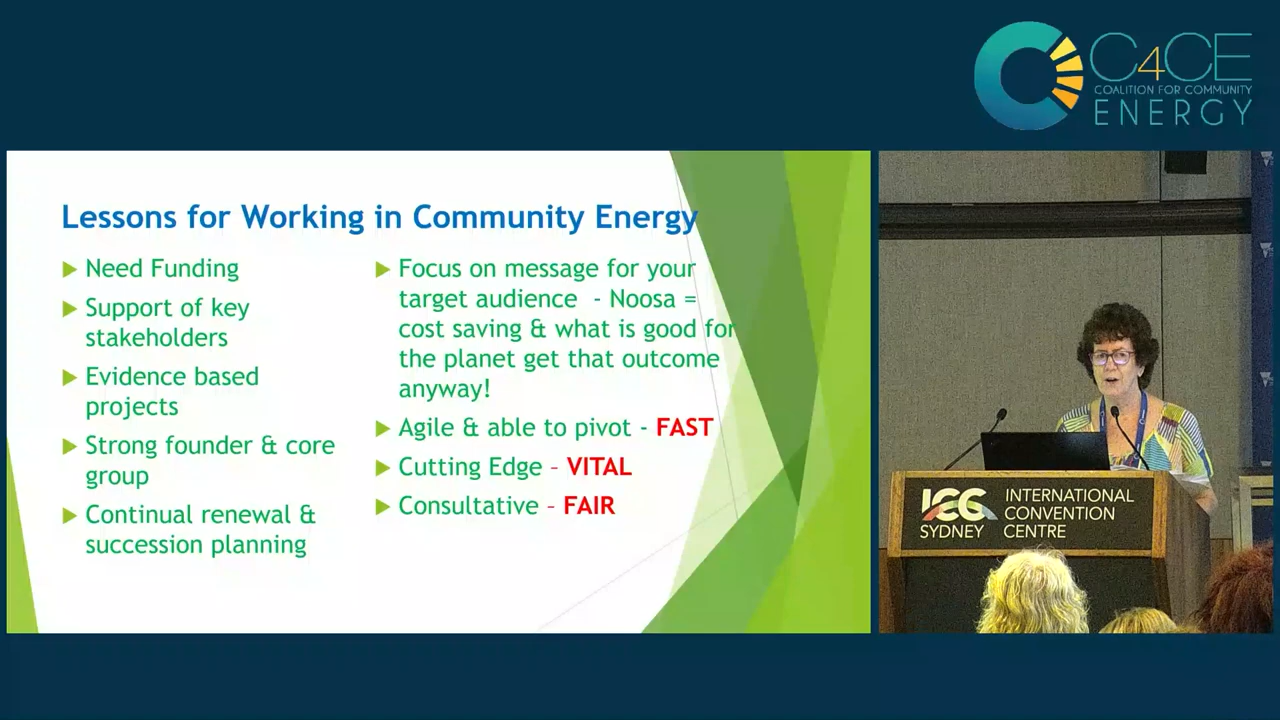 C4CE
COALITION FOR COMMUNITY
ENERGY
Lessons for Working in Community Energy
Need Funding
Support of key
stakeholders
Evidence based
projects
Strong founder & core
group
Continual renewal &
succession planning
Focus on message for your
target audience - Noosa =
cost saving & what is good for
the planet get that outcome
anyway!
Agile & able to pivot - FAST
Cutting Edge – VITAL
Consultative – FAIR
ICC
SYDNEY
INTERNATIONAL
CONVENTION
CENTRE